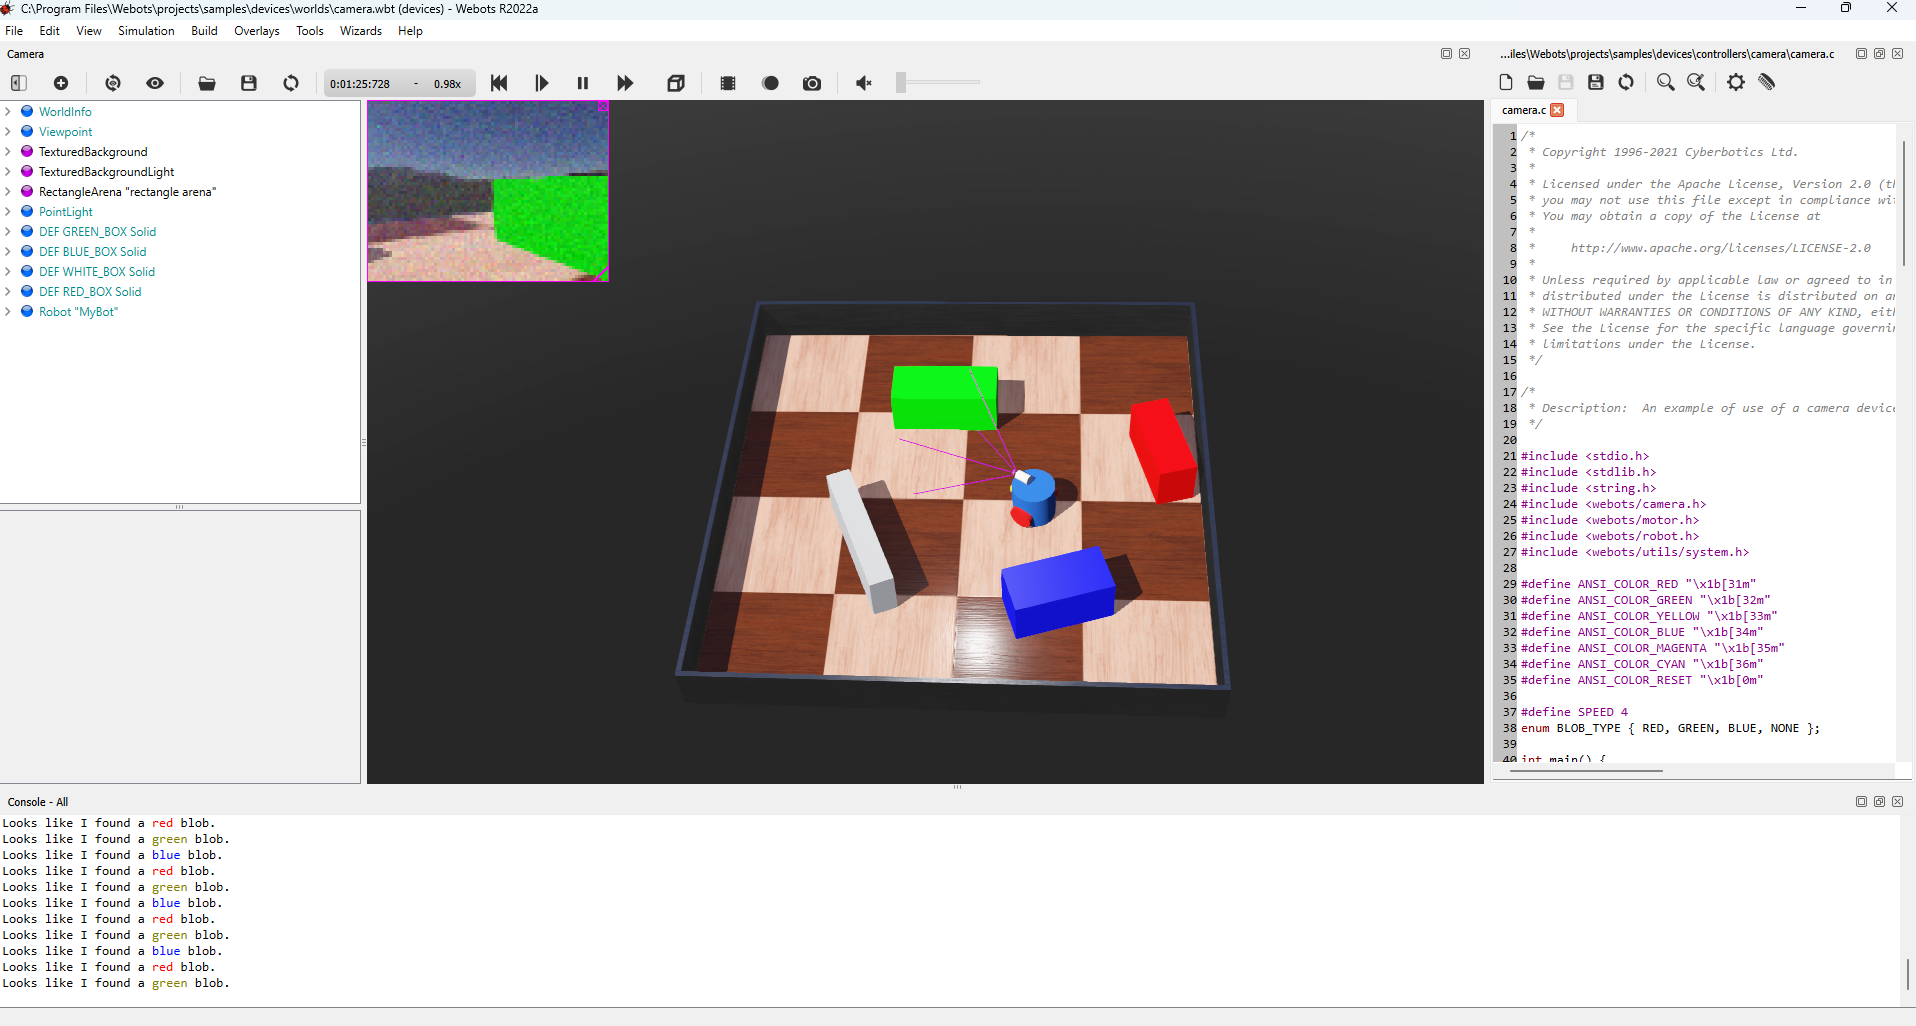 C:\Program Files\Webots\projects\samples\devices\worlds\camera.wbt (devices) - Webots R2022a
File Edit View Simulation Build Overlays Tools Wizards Help
Camera
...iles\Webots\projects\samples\devices\controllers\camera\camera.c
0:01:25:728 - 0.98x
camera.c
WorldInfo
Viewpoint
TexturedBackground
TexturedBackgroundLight
RectangleArena "rectangle arena"
PointLight
DEF GREEN_BOX Solid
DEF BLUE_BOX Solid
DEF WHITE_BOX Solid
DEF RED_BOX Solid
Robot "MyBot"
1 /*
2 * Copyright 1996-2021 Cyberbotics Ltd.
3 *
4 * Licensed under the Apache License, Version 2.0 (th
5 * you may not use this file except in compliance wi
6 * You may obtain a copy of the License at
7 *
8 * http://www.apache.org/licenses/LICENSE-2.0
9 *
10 * Unless required by applicable law or agreed to in
11 * distributed under the License is distributed on a
12 * WITHOUT WARRANTIES OR CONDITIONS OF ANY KIND, eit
13 * See the License for the specific language governi
14 * limitations under the License.
15 */
16
17 /*
18 * Description: An example of use of a camera device
19 */
20
21 #include <stdio.h>
22 #include <stdlib.h>
23 #include <string.h>
24 #include <webots/camera.h>
25 #include <webots/motor.h>
26 #include <webots/robot.h>
27 #include <webots/utils/system.h>
28
29 #define ANSI_COLOR_RED "\x1b[31m"
30 #define ANSI_COLOR_GREEN "\x1b[32m"
31 #define ANSI_COLOR_YELLOW "\x1b[33m"
32 #define ANSI_COLOR_BLUE "\x1b[34m"
33 #define ANSI_COLOR_MAGENTA "\x1b[35m"
34 #define ANSI_COLOR_CYAN "\x1b[36m"
35 #define ANSI_COLOR_RESET "\x1b[0m"
36
37 #define SPEED 4
38 enum BLOB_TYPE { RED, GREEN, BLUE, NONE };
39
40 int main() {
Console - All
Looks like I found a red blob.
Looks like I found a green blob.
Looks like I found a blue blob.
Looks like I found a red blob.
Looks like I found a green blob.
Looks like I found a blue blob.
Looks like I found a red blob.
Looks like I found a green blob.
Looks like I found a blue blob.
Looks like I found a red blob.
Looks like I found a green blob.